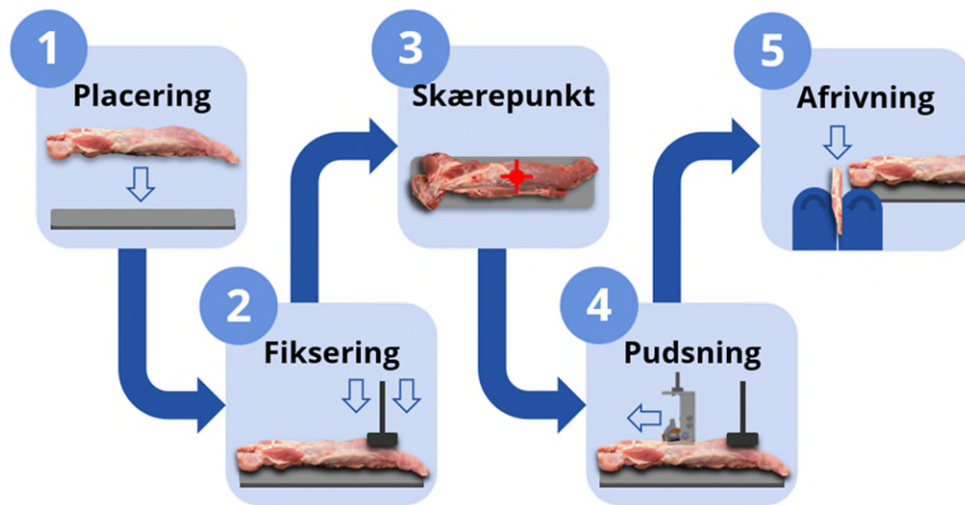 1
Placering
2
Fiksering
3
Skærepunkt
4
Pudsning
5
Afrivning